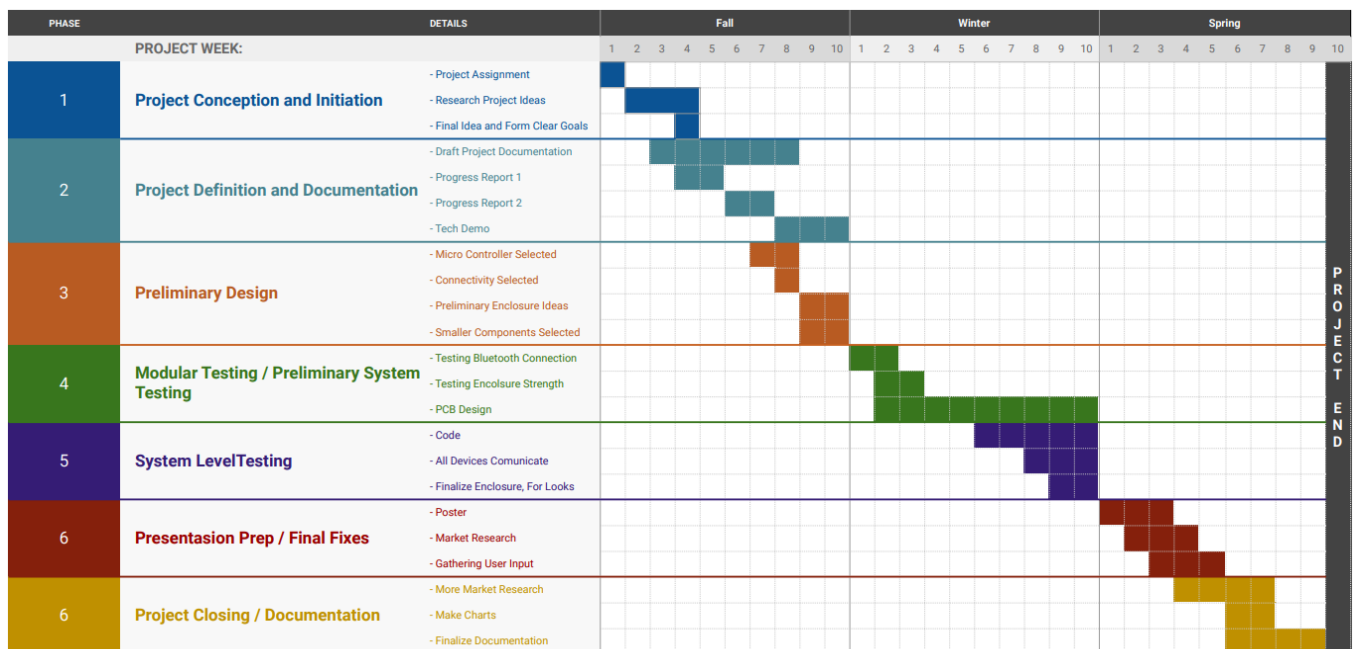 PHASE DETAILS Fall Winter Spring
PROJECT WEEK: 1 2 3 4 5 6 7 8 9 10 1 2 3 4 5 6 7 8 9 10 1 2 3 4 5 6 7 8 9 10
1 Project Conception and Initiation
- Project Assignment
- Research Project Ideas
- Final Idea and Form Clear Goals
2 Project Definition and Documentation
- Draft Project Documentation
- Progress Report 1
- Progress Report 2
- Tech Demo
3 Preliminary Design
- Micro Controller Selected
- Connectivity Selected
- Preliminary Enclosure Ideas
- Smaller Components Selected
4 Modular Testing / Preliminary System
Testing
- Testing Bluetooth Connection
- Testing Encolsure Strength
- PCB Design
5 System LevelTesting
- Code
- All Devices Comunicate
- Finalize Enclosure, For Looks
6 Presentasion Prep / Final Fixes
- Poster
- Market Research
- Gathering User Input
6 Project Closing / Documentation
- More Market Research
- Make Charts
- Finalize Documentation
PROJECT END